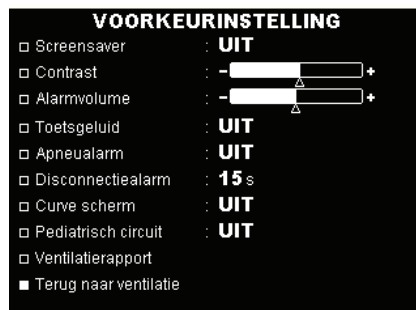 VOORKEURINSTELLING
Screensaver : UIT
Contrast : - +
Alarmvolume : - +
Toetsgeluid : UIT
Apneualarm : UIT
Disconnectiealarm : 15 s
Curve scherm : UIT
Pediatrisch circuit : UIT
Ventilatierapport
Terug naar ventilatie